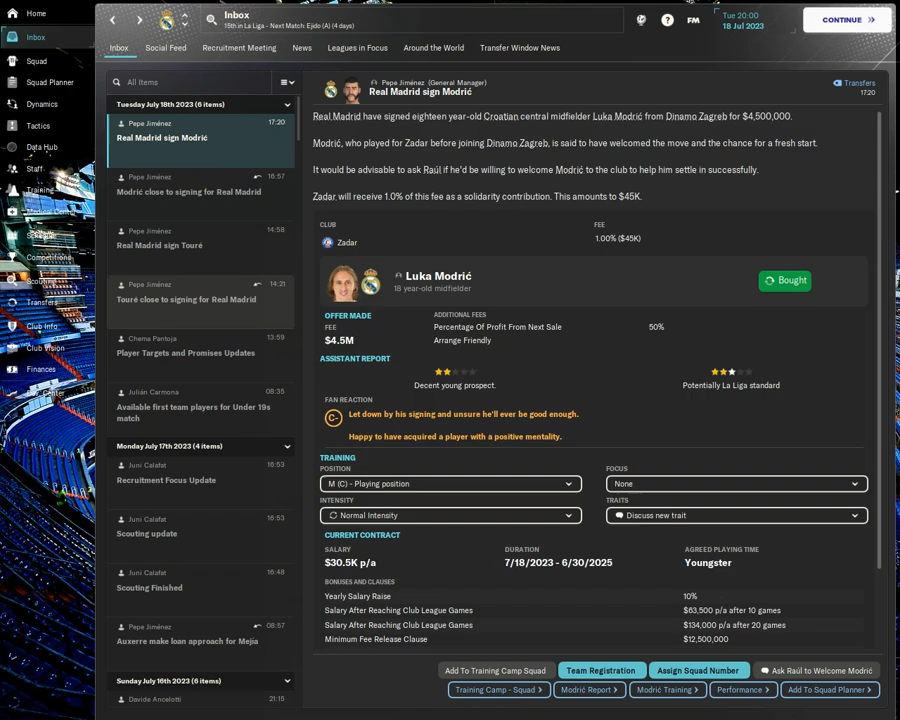 Home
Inbox
Squad
Squad Planner
Dynamics
Tactics
Data Hub
Staff
Training
Medical Centre
Competitions
Scouting
Transfers
Club Info
Club Vision
Finances
Inbox
15th in La Liga - Next Match: Ejido (A) (4 days)
?
FM
Tue 20:00
18 Jul 2023
CONTINUE
Inbox
Social Feed
Recruitment Meeting
News
Leagues in Focus
Around the World
Transfer Window News
All Items
Tuesday July 18th 2023 (6 items)
Pepe Jiménez
17:20
Real Madrid sign Modrić
Pepe Jiménez
16:57
Modrić close to signing for Real Madrid
Pepe Jiménez
14:58
Real Madrid sign Touré
Pepe Jiménez
14:21
Touré close to signing for Real Madrid
Chema Pantoja
13:59
Player Targets and Promises Updates
Julián Carmona
08:35
Available first team players for Under 19s
match
Monday July 17th 2023 (4 items)
Juni Calafat
16:53
Recruitment Focus Update
Juni Calafat
16:53
Scouting update
Juni Calafat
16:48
Scouting Finished
Pepe Jiménez
08:57
Auxerre make loan approach for Mejía
Sunday July 16th 2023 (6 items)
Davide Ancelotti
21:15
Pepe Jiménez (General Manager)
Real Madrid sign Modrić
Transfers
17:20
Real Madrid have signed eighteen year-old Croatian central midfielder Luka Modrić from Dinamo Zagreb for $4,500,000.
Modrić, who played for Zadar before joining Dinamo Zagreb, is said to have welcomed the move and the chance for a fresh start.
It would be advisable to ask Raúl if he'd be willing to welcome Modrić to the club to help him settle in successfully.
Zadar will receive 1.0% of this fee as a solidarity contribution. This amounts to $45K.
CLUB
FEE
Zadar
1.00% ($45K)
Luka Modrić
18 year-old midfielder
Bought
OFFER MADE
ADDITIONAL FEES
FEE
Percentage Of Profit From Next Sale
50%
$4.5M
Arrange Friendly
ASSISTANT REPORT
Decent young prospect.
Potentially La Liga standard
FAN REACTION
C-
Let down by his signing and unsure he'll ever be good enough.
Happy to have acquired a player with a positive mentality.
TRAINING
POSITION
FOCUS
M (C) - Playing position
None
INTENSITY
TRAITS
Normal Intensity
Discuss new trait
CURRENT CONTRACT
SALARY
DURATION
AGREED PLAYING TIME
$30.5K p/a
7/18/2023 - 6/30/2025
Youngster
BONUSES AND CLAUSES
Yearly Salary Raise
10%
Salary After Reaching Club League Games
$63,500 p/a after 10 games
Salary After Reaching Club League Games
$134,000 p/a after 20 games
Minimum Fee Release Clause
$12,500,000
Add To Training Camp Squad
Team Registration
Assign Squad Number
Ask Raúl to Welcome Modrić
Training Camp - Squad >
Modrić Report >
Modrić Training >
Performance >
Add To Squad Planner >